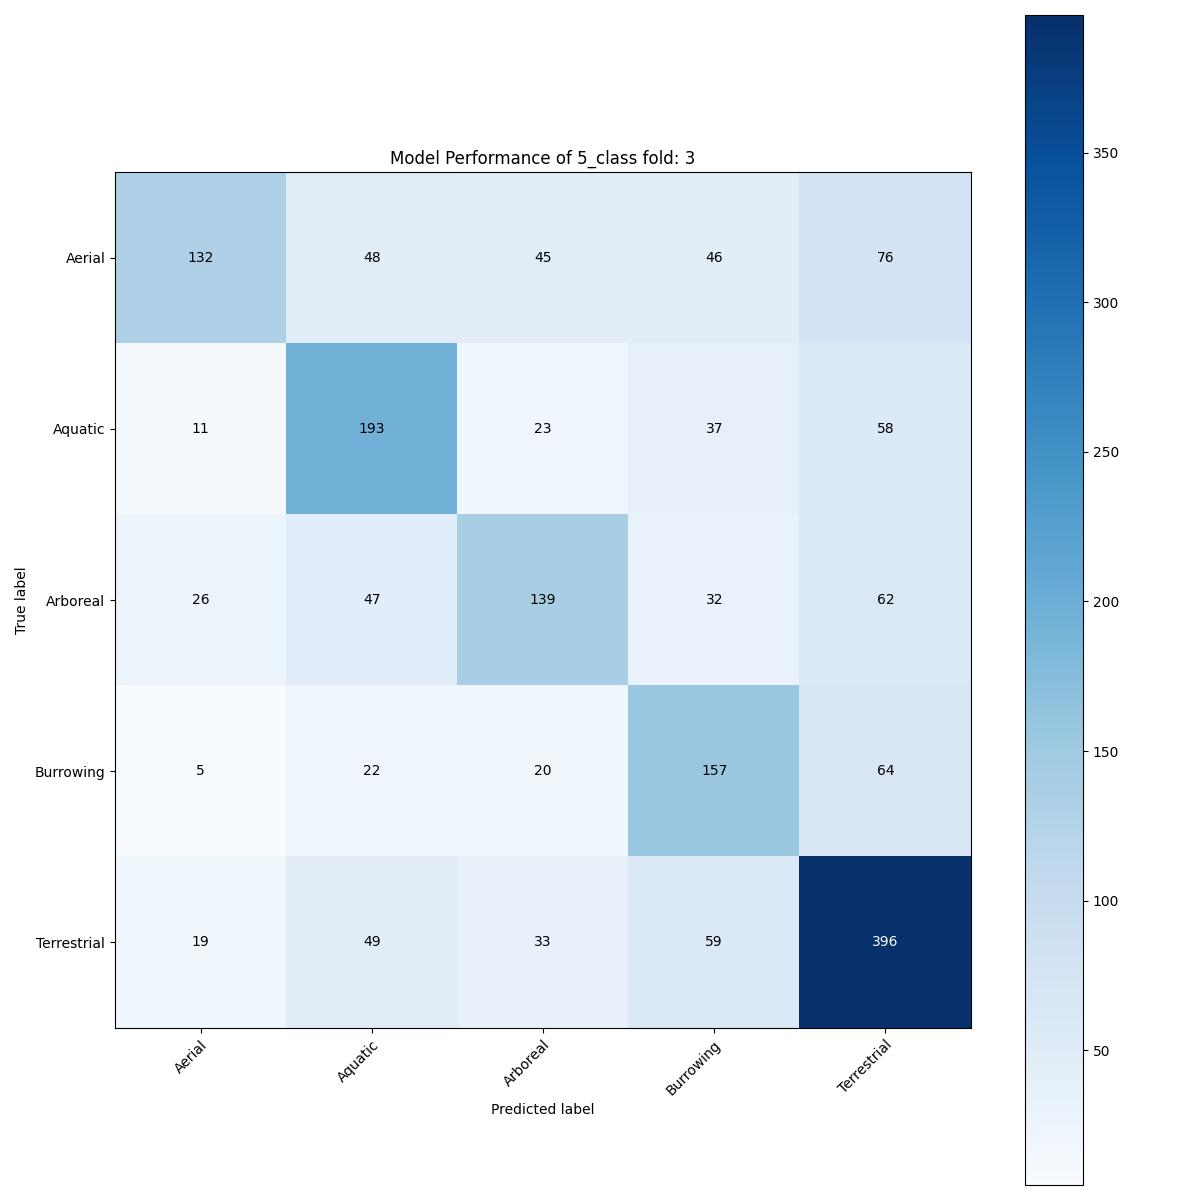 Model Performance of 5_class fold: 3
True label
Aerial 132 48 45 46 76
Aquatic 11 193 23 37 58
Arboreal 26 47 139 32 62
Burrowing 5 22 20 157 64
Terrestrial 19 49 33 59 396
Aerial Aquatic Arboreal Burrowing Terrestrial
Predicted label
350
300
250
200
150
100
50